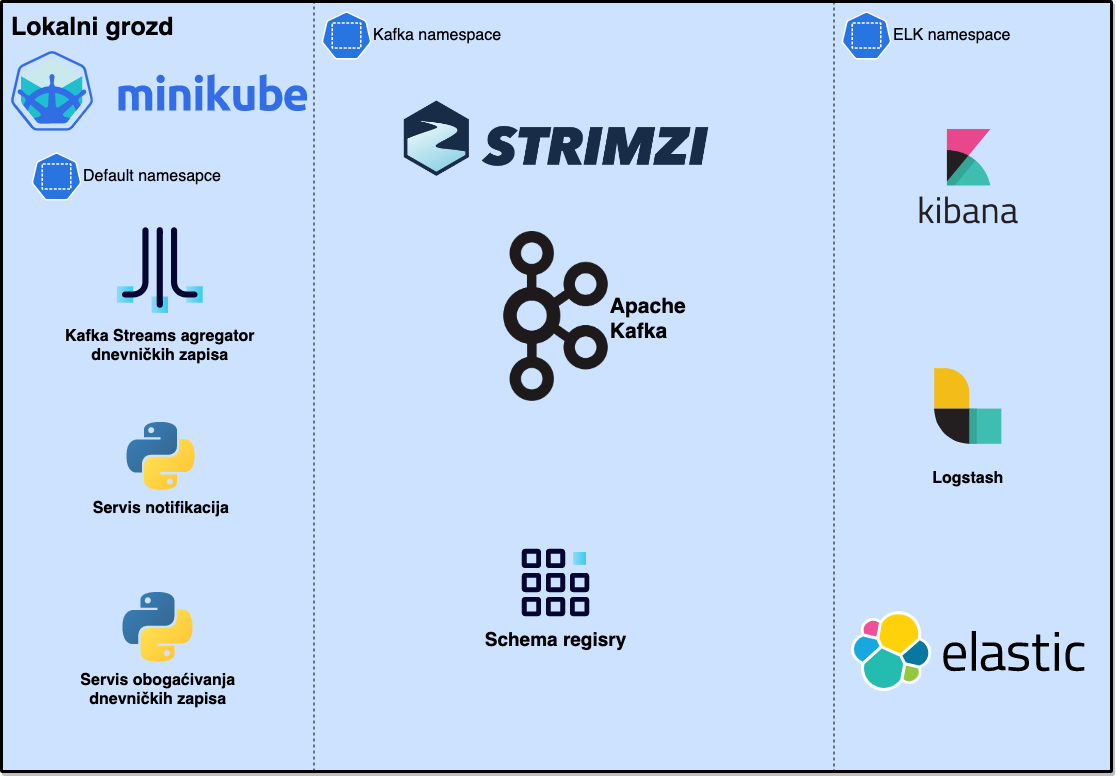 Lokalni grozd
minikube
Default namesapce
Kafka Streams agregator
dnevničkih zapisa
Servis notifikacija
Servis obogaćivanja
dnevničkih zapisa
Kafka namespace
STRIMZI
Apache
Kafka
Schema regisry
ELK namespace
kibana
Logstash
elastic